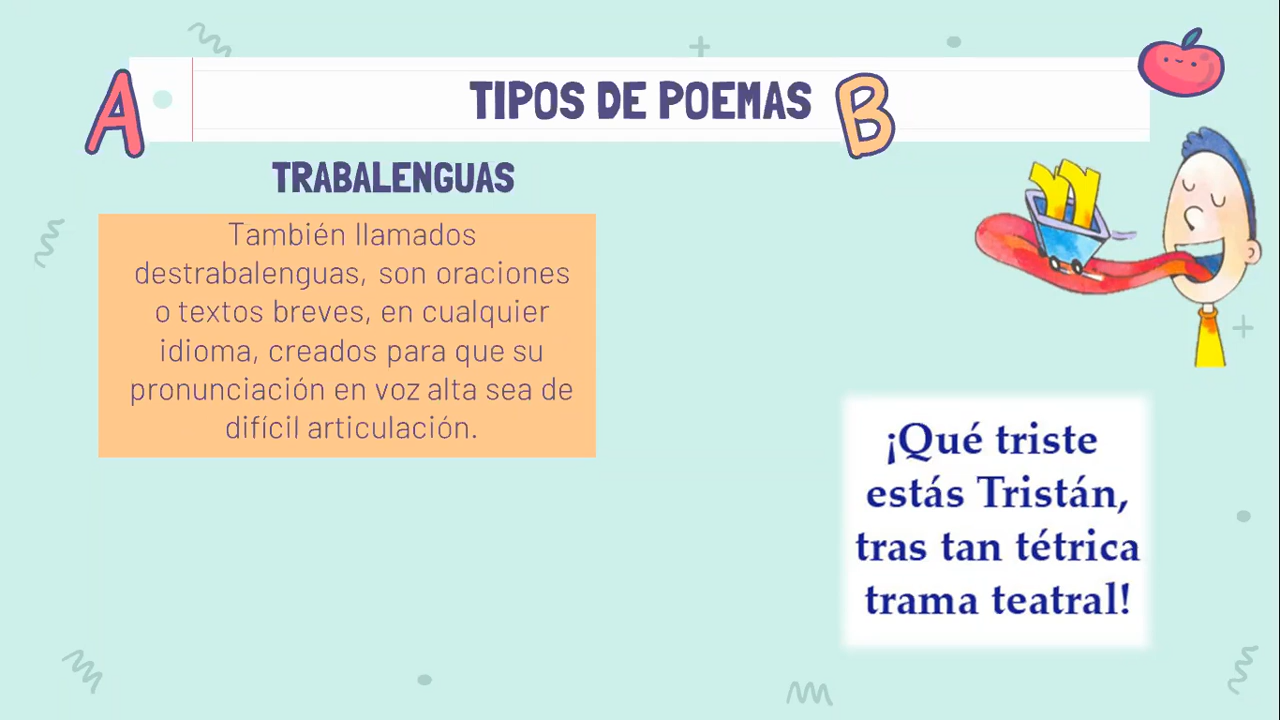 TIPOS DE POEMAS
A
B
TRABALENGUAS
También llamados
destrabalenguas, son oraciones
o textos breves, en cualquier
idioma, creados para que su
pronunciación en voz alta sea de
difícil articulación.
¡Qué triste
estás Tristán,
tras tan tétrica
trama teatral!